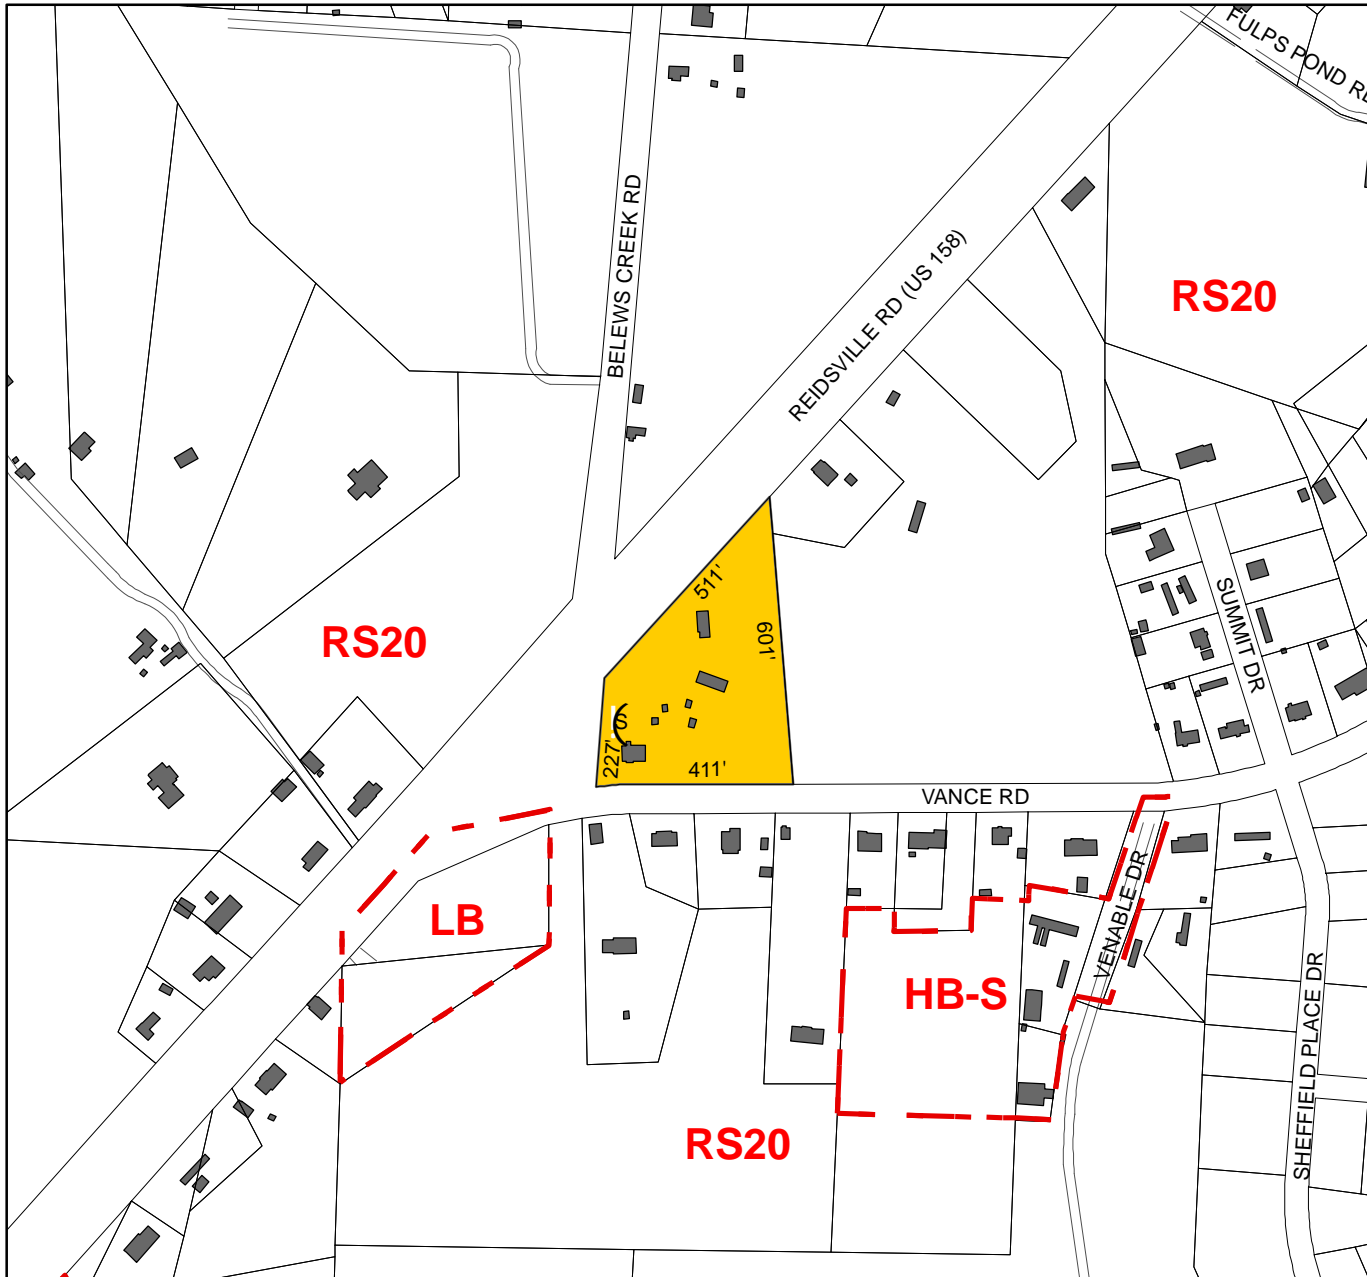 FULPS POND RD
BELEWS CREEK RD
REIDSVILLE RD (US 158)
RS20
511'
601'
SUMMIT DR
RS20
S
227'
411'
VANCE RD
LB
VENABLE DR
HB-S
SHEFFIELD PLACE DR
RS20